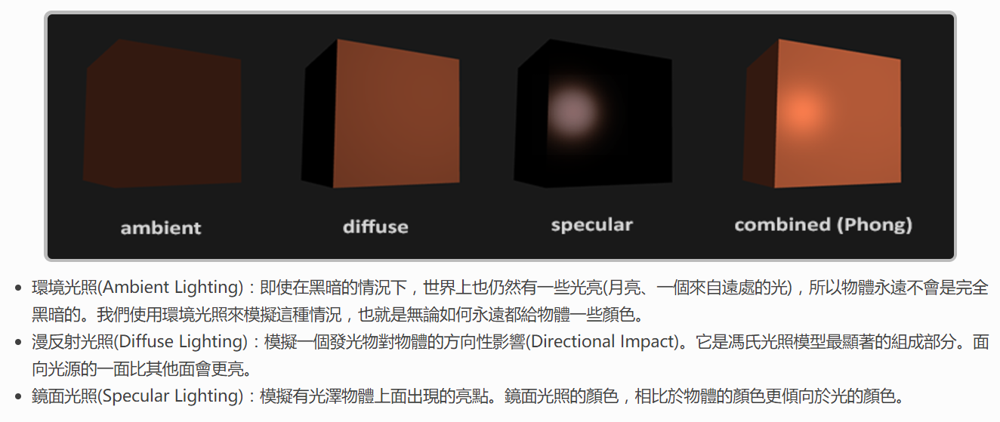 ambient
diffuse
specular
combined (Phong)
環境光照(Ambient Lighting)：即使在黑暗的情況下，世界上也仍然有一些光亮(月亮、一個來自遠處的光)，所以物體永遠不會是完全
黑暗的。我們使用環境光照來模擬這種情況，也就是無論如何永遠都給物體一些顏色。
漫反射光照(Diffuse Lighting)：模擬一個發光物對物體的方向性影響(Directional Impact)。它是馮氏光照模型最顯著的組成部分。面
向光源的一面比其他面會更亮。
鏡面光照(Specular Lighting)：模擬有光澤物體上面出現的亮點。鏡面光照的顏色，相比於物體的顏色更傾向於光的顏色。